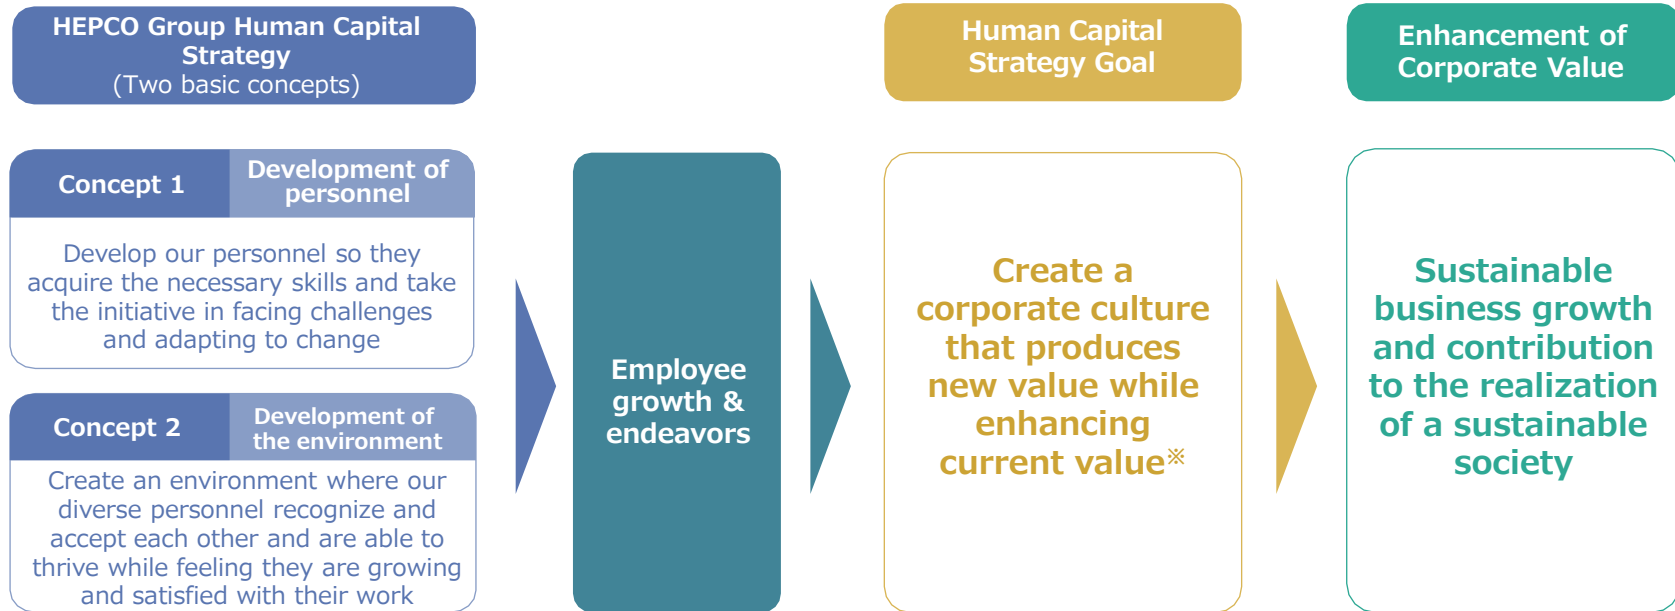 HEPCO Group Human Capital
Strategy
(Two basic concepts)
Human Capital
Strategy Goal
Enhancement of
Corporate Value
Concept 1
Development of
personnel
Develop our personnel so they
acquire the necessary skills and take
the initiative in facing challenges
and adapting to change
Concept 2
Development of
the environment
Create an environment where our
diverse personnel recognize and
accept each other and are able to
thrive while feeling they are growing
and satisfied with their work
Employee
growth &
endeavors
Create a
corporate culture
that produces
new value while
enhancing
current value※
Sustainable
business growth
and contribution
to the realization
of a sustainable
society